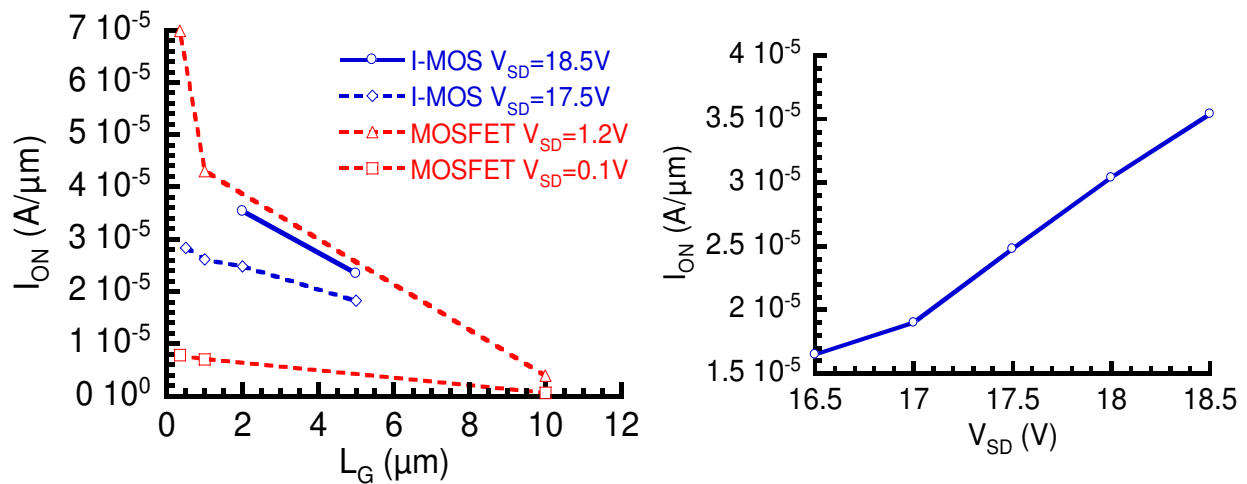 7 10-5
6 10-5
5 10-5
4 10-5
3 10-5
2 10-5
1 10-5
0 100
ION (A/μm)
I-MOS VSD=18.5V
I-MOS VSD=17.5V
MOSFET VSD=1.2V
MOSFET VSD=0.1V
0 2 4 6 8 10 12
LG (μm)
4 10-5
3.5 10-5
3 10-5
2.5 10-5
2 10-5
1.5 10-5
ION (A/μm)
16.5 17 17.5 18 18.5
VSD (V)